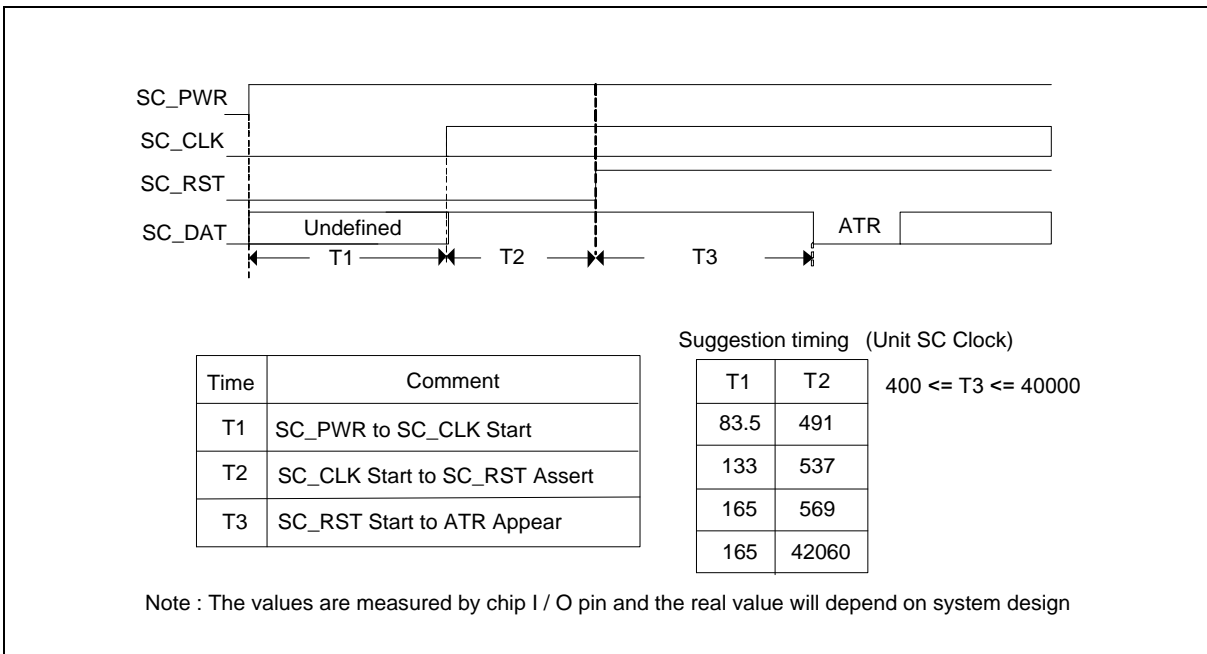 SC_PWR
SC_CLK
SC_RST
SC_DAT
Undefined
ATR
T1
T2
T3
Suggestion timing (Unit SC Clock)
Time Comment
T1 SC_PWR to SC_CLK Start
T2 SC_CLK Start to SC_RST Assert
T3 SC_RST Start to ATR Appear
T1 T2
83.5 491
133 537
165 569
165 42060
400 <= T3 <= 40000
Note : The values are measured by chip I / O pin and the real value will depend on system design